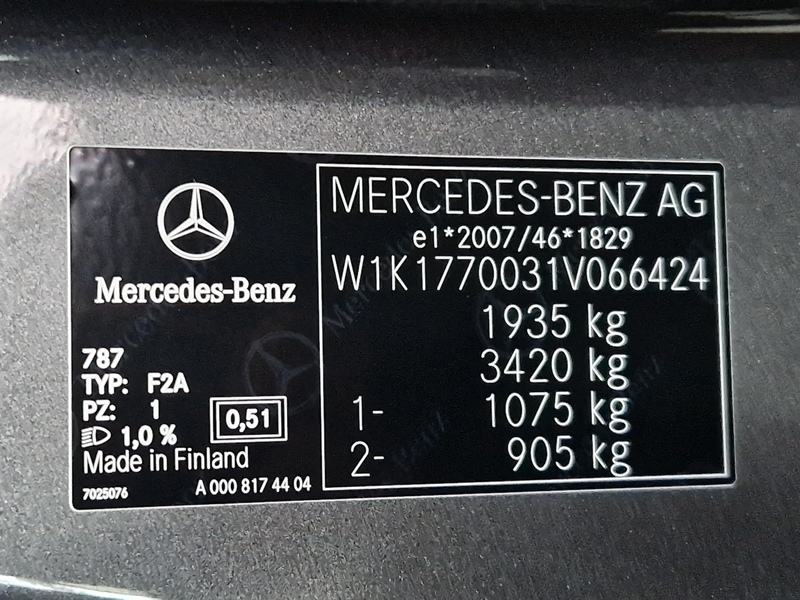 Mercedes-Benz
787
TYP: F2A
PZ: 1
1,0 %
0,51
Made in Finland
7025076
A 000 817 44 04
MERCEDES-BENZ AG
e1*2007/46*1829
W1K1770031V066424
1935 kg
3420 kg
1- 1075 kg
2- 905 kg